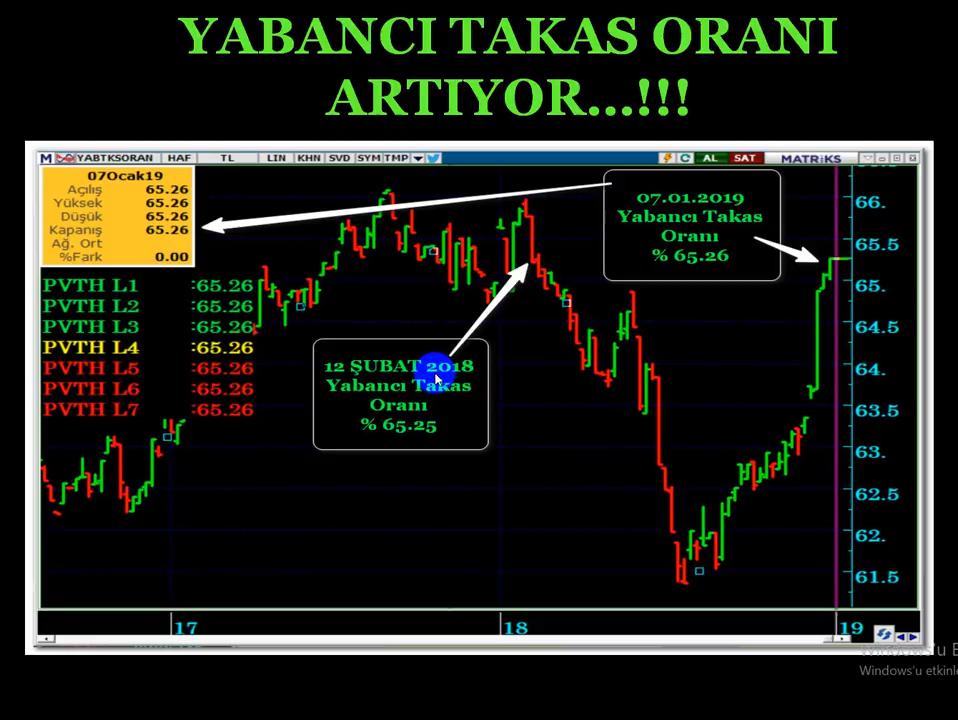 YABANCI TAKAS ORANI
ARTIYOR...!!!
YABTKSORAN HAF TL LIN KHN SVD SYM TMP AL SAT MATRiKS
07Ocak19
Açılış 65.26
Yüksek 65.26
Düşük 65.26
Kapanış 65.26
Ağ. Ort
%Fark 0.00
PVTH L1 :65.26
PVTH L2 :65.26
PVTH L3 :65.26
PVTH L4 :65.26
PVTH L5 :65.26
PVTH L6 :65.26
PVTH L7 :65.26
07.01.2019
Yabancı Takas
Oranı
% 65.26
12 ŞUBAT 2018
Yabancı Takas
Oranı
% 65.25
66.
65.5
65.
64.5
64.
63.5
63.
62.5
62.
61.5
17 18 19
Windows'u E
Windows'u etkinle